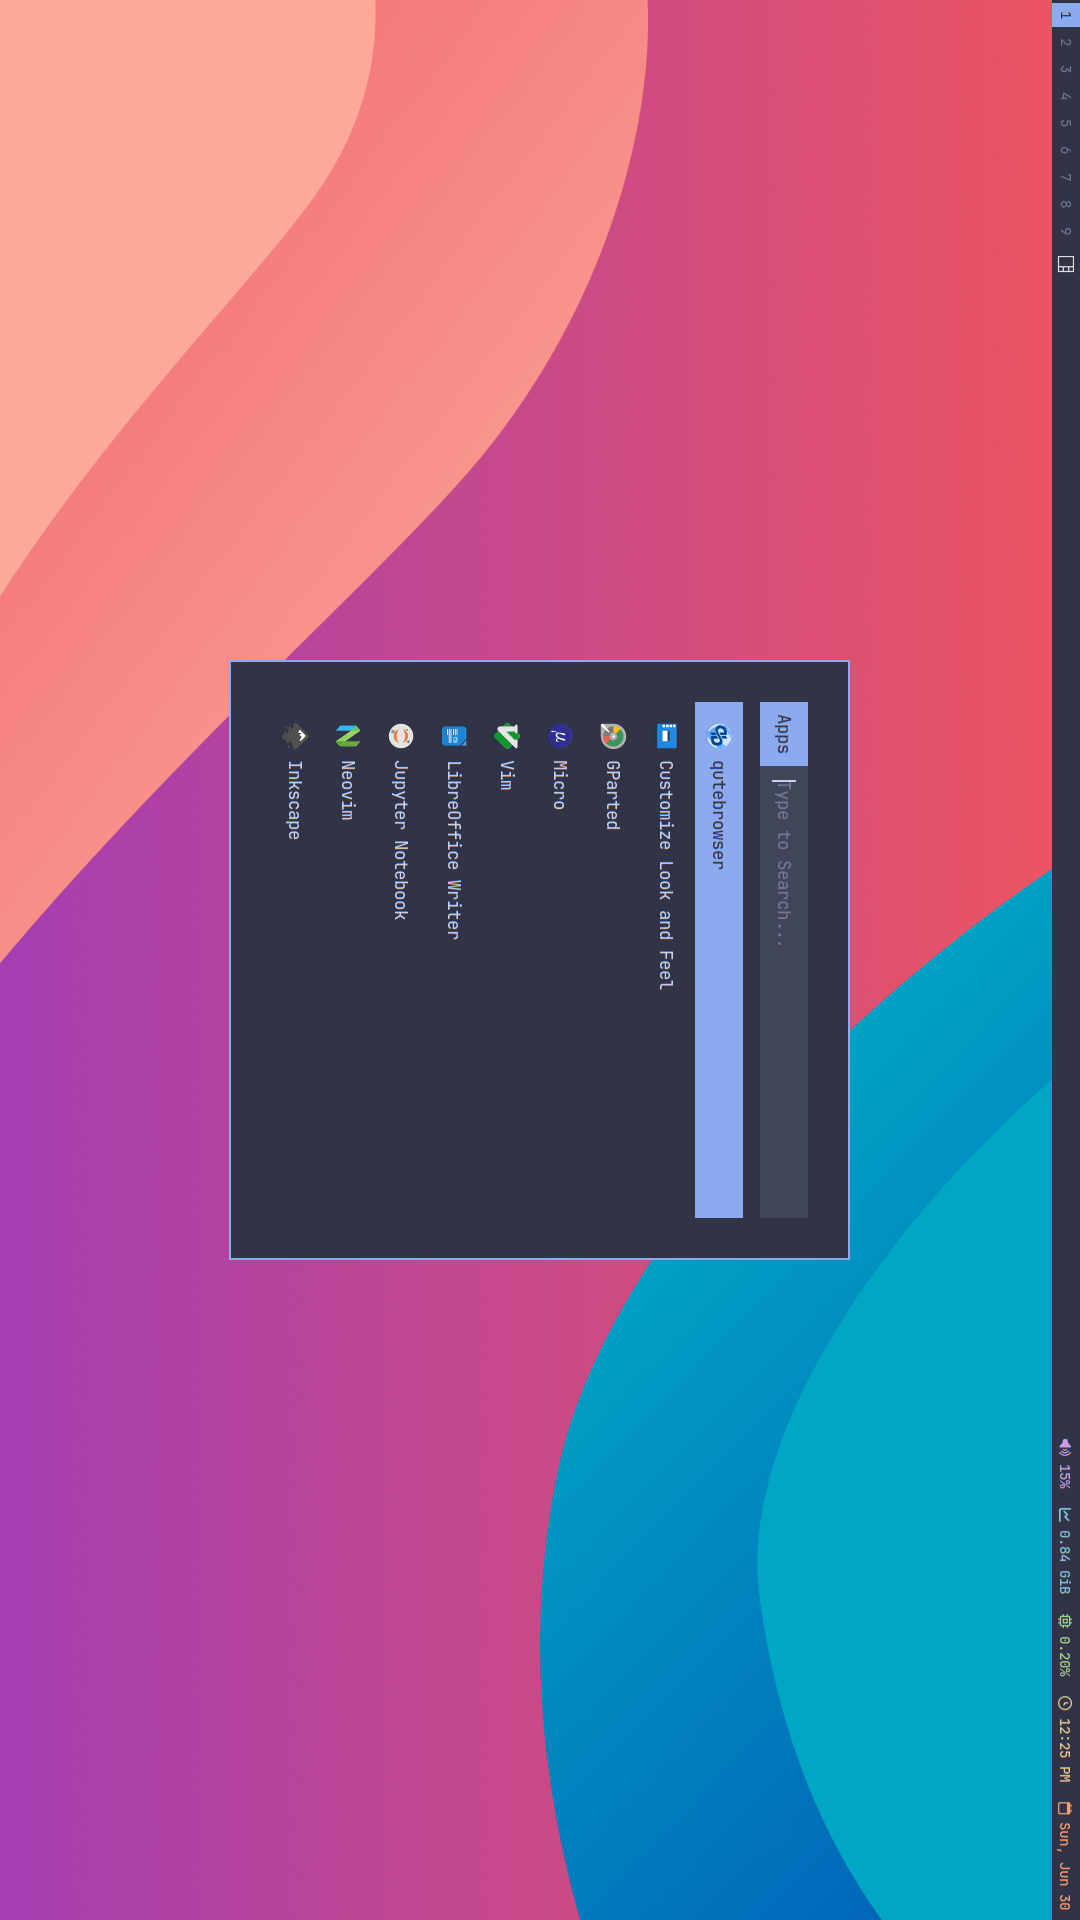 1 2 3 4 5 6 7 8 9
15% 0.84 GiB 0.20% 12:25 PM Sun, Jun 30
Apps Type to Search...
qutebrowser
Customize Look and Feel
GParted
μ Micro
Vim
LibreOffice Writer
Jupyter Notebook
Neovim
Inkscape